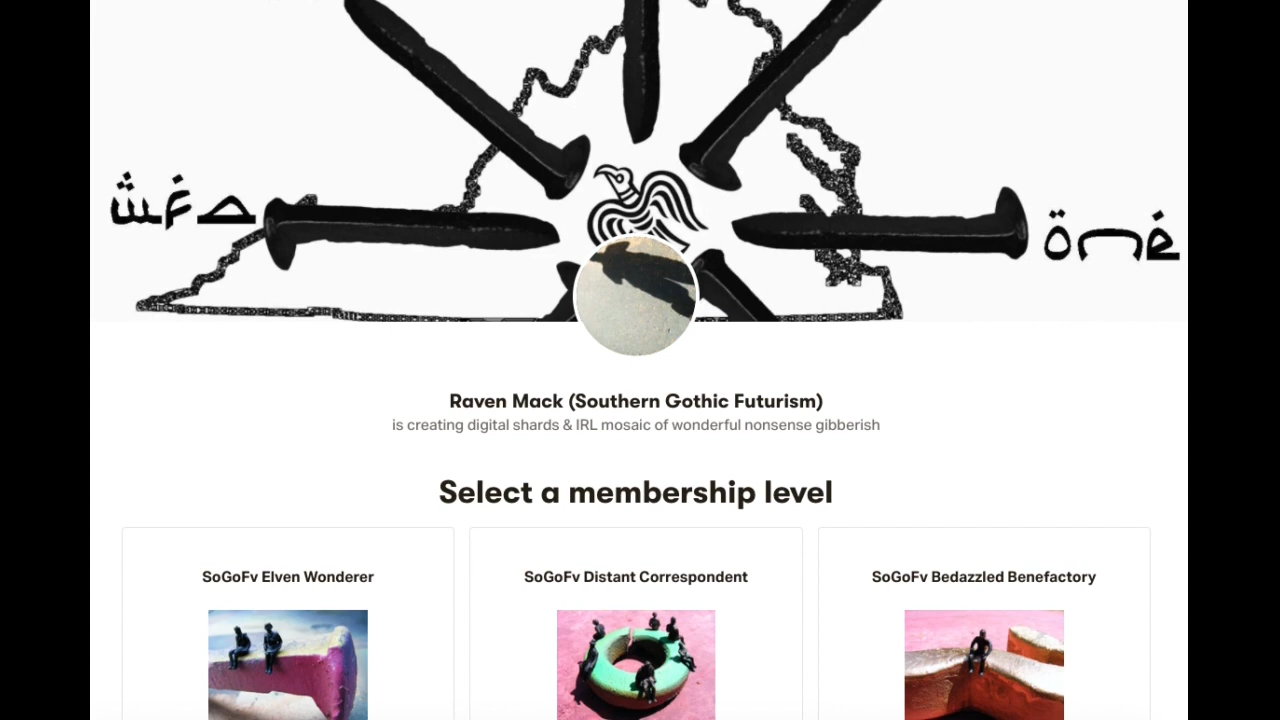 Raven Mack (Southern Gothic Futurism)
is creating digital shards & IRL mosaic of wonderful nonsense gibberish
Select a membership level
SoGoFv Elven Wonderer
SoGoFv Distant Correspondent
SoGoFv Bedazzled Benefactory